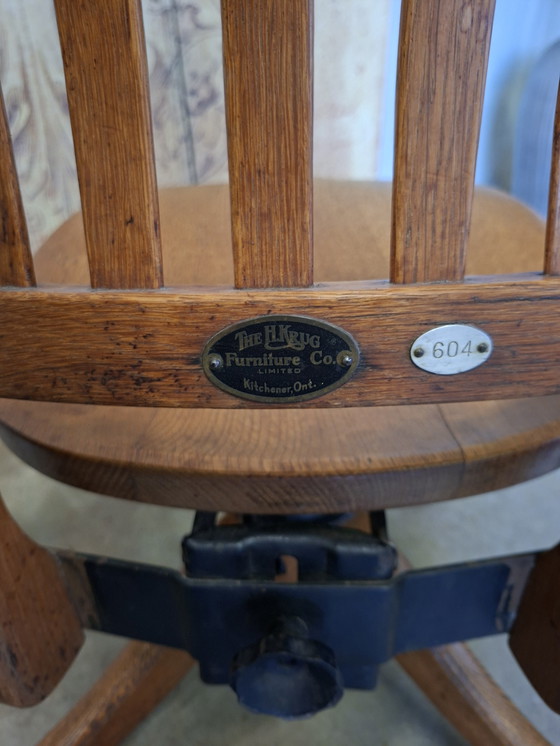 The H. Krug
Furniture Co.
LIMITED
Kitchener, Ont.
604